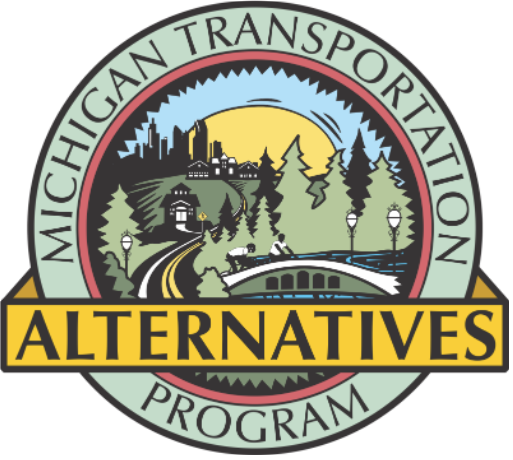 MICHIGAN TRANSPORTATION
ALTERNATIVES
PROGRAM